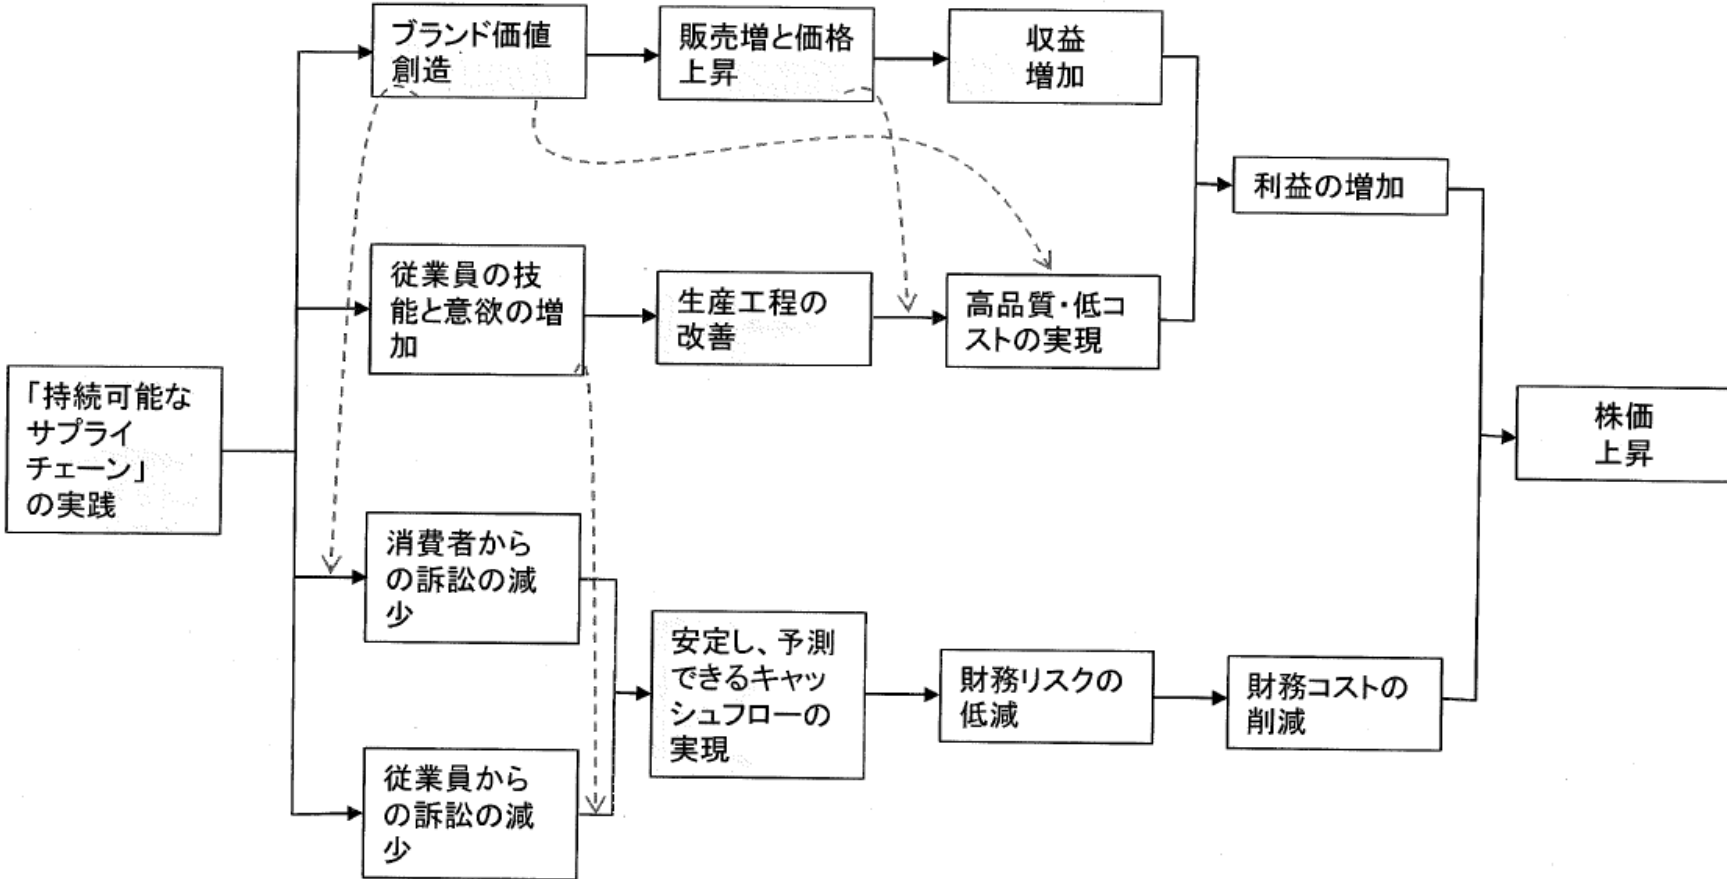 ブランド価値
創造
販売増と価格
上昇
収益
増加
利益の増加
従業員の技
能と意欲の増
加
生産工程の
改善
高品質・低コ
ストの実現
「持続可能な
サプライ
チェーン」
の実践
株価
上昇
消費者から
の訴訟の減
少
安定し、予測
できるキャッ
シュフローの
実現
財務リスクの
低減
財務コストの
削減
従業員から
の訴訟の減
少